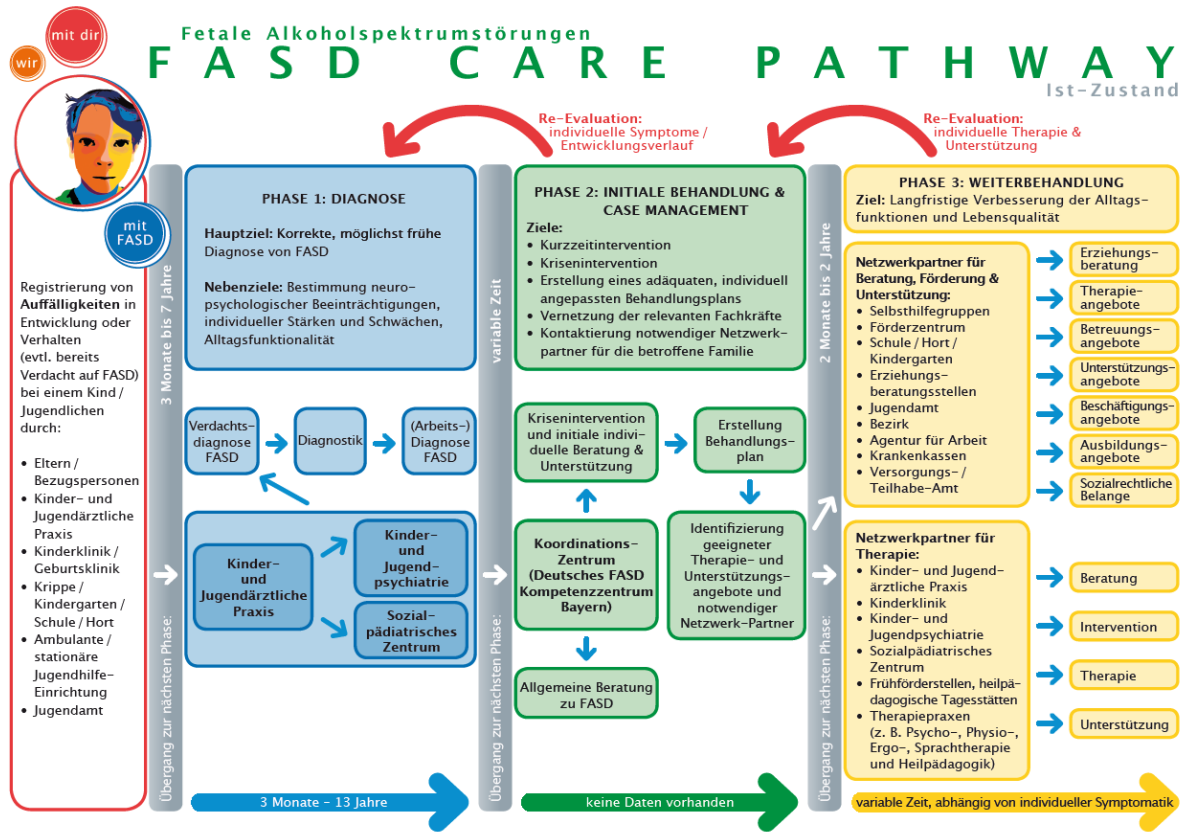 mit dir
wir
Fetale Alkoholspektrumstörungen
FASD CARE PATHWAY
Ist-Zustand
Re-Evaluation:
individuelle Symptome /
Entwicklungsverlauf
Re-Evaluation:
individuelle Therapie &
Unterstützung
mit
FASD
Registrierung von
Auffälligkeiten in
Entwicklung oder
Verhalten
(evtl. bereits
Verdacht auf FASD)
bei einem Kind /
Jugendlichen
durch:
• Eltern /
Bezugspersonen
• Kinder- und
Jugendärztliche
Praxis
• Kinderklinik /
Geburtsklinik
• Krippe /
Kindergarten /
Schule / Hort
• Ambulante /
stationäre
Jugendhilfe-
Einrichtung
• Jugendamt
Übergang zur nächsten Phase:
3 Monate bis 7 Jahre
PHASE 1: DIAGNOSE
Hauptziel: Korrekte, möglichst frühe
Diagnose von FASD
Nebenziele: Bestimmung neuro-
psychologischer Beeinträchtigungen,
individueller Stärken und Schwächen,
Alltagsfunktionalität
Verdachts-
diagnose
FASD
Diagnostik
(Arbeits-)
Diagnose
FASD
Kinder-
und
Jugendärztliche
Praxis
Kinder-
und
Jugend-
psychiatrie
Sozial-
pädiatrisches
Zentrum
3 Monate – 13 Jahre
Übergang zur nächsten Phase:
variable Zeit
PHASE 2: INITIALE BEHANDLUNG &
CASE MANAGEMENT
Ziele:
• Kurzzeitintervention
• Krisenintervention
• Erstellung eines adäquaten, individuell
angepassten Behandlungsplans
• Vernetzung der relevanten Fachkräfte
• Kontaktierung notwendiger Netzwerk-
partner für die betroffene Familie
Krisenintervention
und initiale indivi-
duelle Beratung &
Unterstützung
Erstellung
Behandlungs-
plan
Koordinations-
Zentrum
(Deutsches FASD
Kompetenzzentrum
Bayern)
Identifizierung
geeigneter
Therapie- und
Unterstützungs-
angebote und
notwendiger
Netzwerk-Partner
Allgemeine Beratung
zu FASD
keine Daten vorhanden
Übergang zur nächsten Phase:
2 Monate bis 2 Jahre
PHASE 3: WEITERBEHANDLUNG
Ziel: Langfristige Verbesserung der Alltags-
funktionen und Lebensqualität
Netzwerkpartner für
Beratung, Förderung &
Unterstützung:
• Selbsthilfegruppen
• Förderzentrum
• Schule / Hort /
Kindergarten
• Erziehungs-
beratungsstellen
• Jugendamt
• Bezirk
• Agentur für Arbeit
• Krankenkassen
• Versorgungs- /
Teilhabe-Amt
Erziehungs-
beratung
Therapie-
angebote
Betreuungs-
angebote
Unterstützungs-
angebote
Beschäftigungs-
angebote
Ausbildungs-
angebote
Sozialrechtliche
Belange
Netzwerkpartner für
Therapie:
• Kinder- und Jugend-
ärztliche Praxis
• Kinderklinik
• Kinder- und
Jugendpsychiatrie
• Sozialpädiatrisches
Zentrum
• Frühförderstellen, heilpä-
dagogische Tagesstätten
• Therapiepraxen
(z. B. Psycho-, Physio-,
Ergo-, Sprachtherapie
und Heilpädagogik)
Beratung
Intervention
Therapie
Unterstützung
variable Zeit, abhängig von individueller Symptomatik